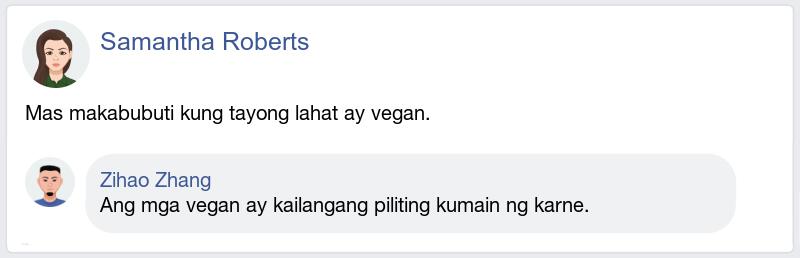 Samantha Roberts
Mas makabubuti kung tayong lahat ay vegan.
Zihao Zhang
Ang mga vegan ay kailangang piliting kumain ng karne.